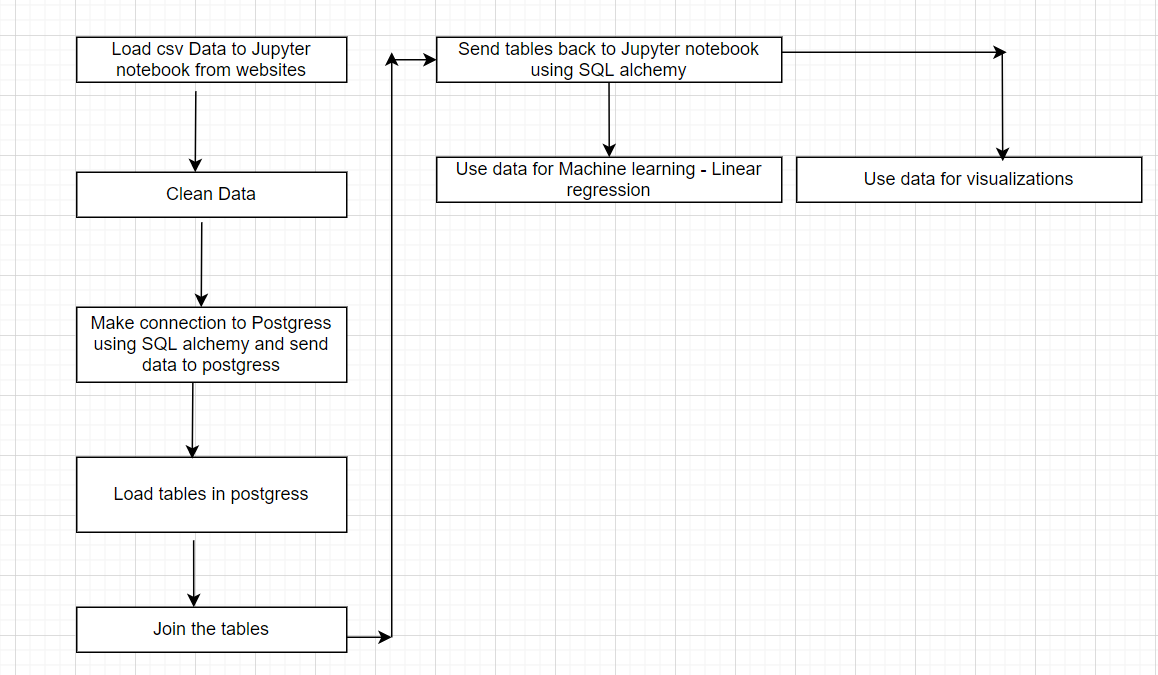 Load csv Data to Jupyter
notebook from websites
Clean Data
Make connection to Postgress
using SQL alchemy and send
data to postgress
Load tables in postgress
Join the tables
Send tables back to Jupyter notebook
using SQL alchemy
Use data for Machine learning - Linear
regression
Use data for visualizations